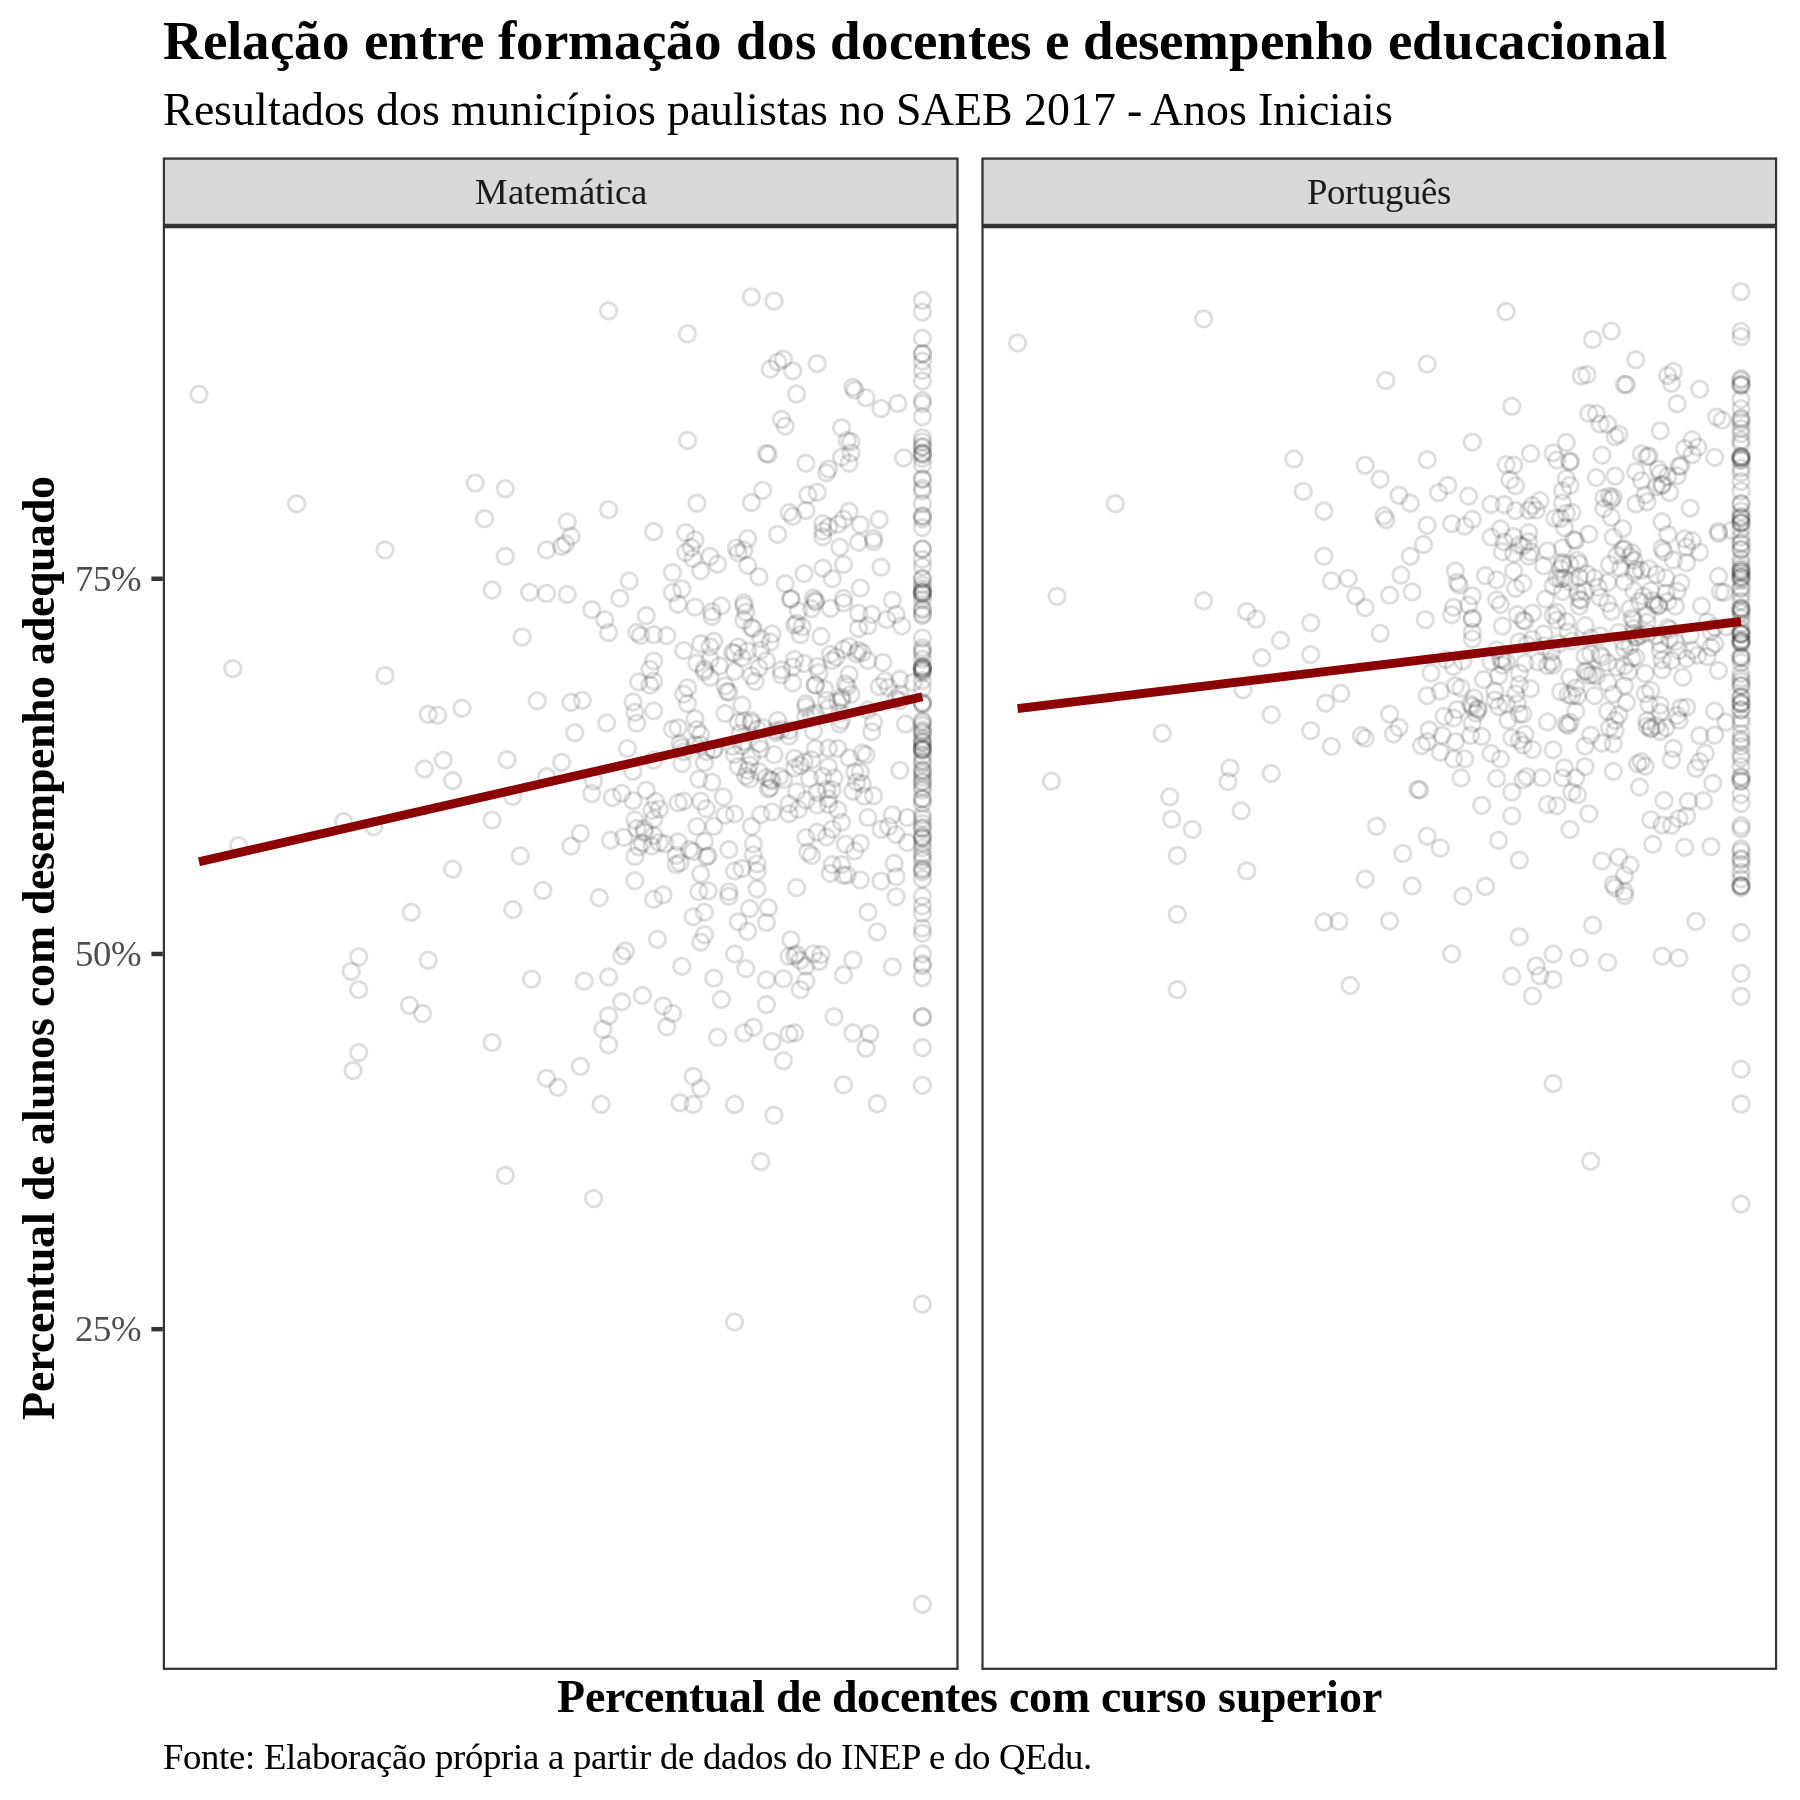 Relação entre formação dos docentes e desempenho educacional
Resultados dos municípios paulistas no SAEB 2017 - Anos Iniciais
Matemática
Português
Percentual de alunos com desempenho adequado
75%
50%
25%
Percentual de docentes com curso superior
Fonte: Elaboração própria a partir de dados do INEP e do QEdu.